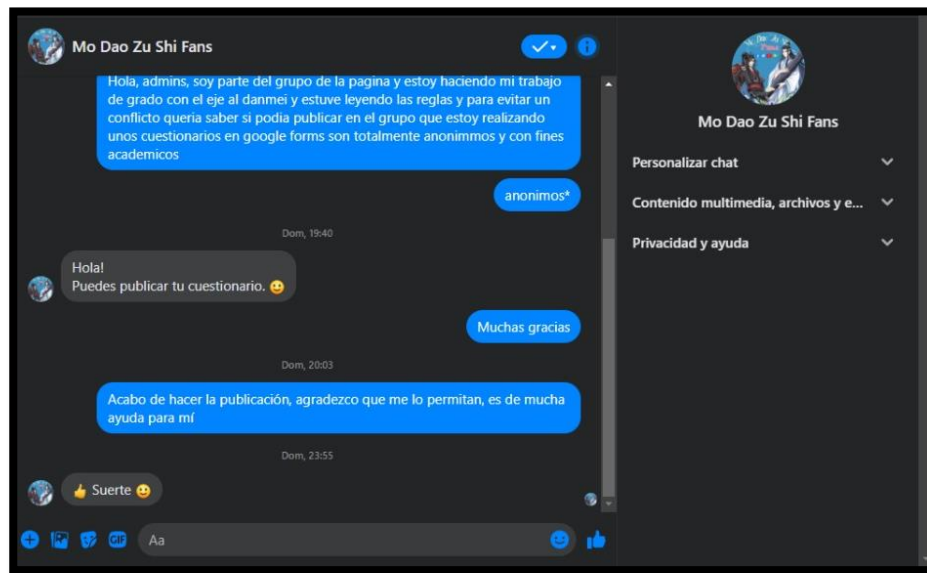 Mo Dao Zu Shi Fans
Hola, admins, soy parte del grupo de la pagina y estoy haciendo mi trabajo
de grado con el eje al danmei y estuve leyendo las reglas y para evitar un
conflicto queria saber si podia publicar en el grupo que estoy realizando
unos cuestionarios en google forms son totalmente anonimmos y con fines
academicos
anonimos*
Dom, 19:40
Hola!
Puedes publicar tu cuestionario. 😀
Muchas gracias
Dom, 20:03
Acabo de hacer la publicación, agradezco que me lo permitan, es de mucha
ayuda para mí
Dom, 23:55
👍 Suerte 😀
GIF
Aa
Mo Dao Zu Shi Fans
Personalizar chat
Contenido multimedia, archivos y e...
Privacidad y ayuda